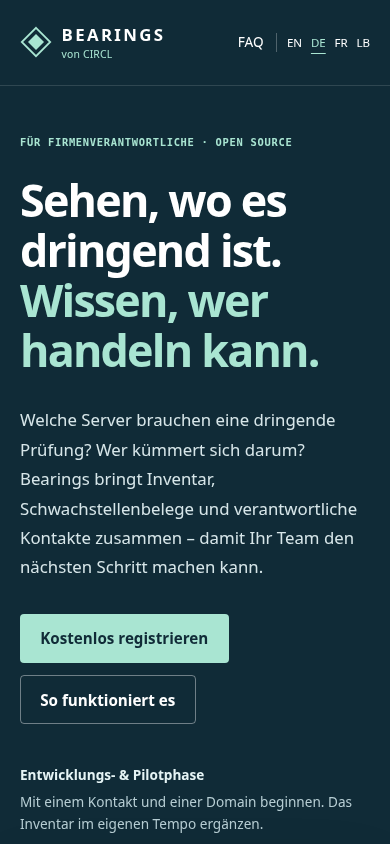 BEARINGS
von CIRCL
FAQ
EN DE FR LB
FÜR FIRMENVERANTWORTLICHE · OPEN SOURCE
Sehen, wo es
dringend ist.
Wissen, wer
handeln kann.
Welche Server brauchen eine dringende
Prüfung? Wer kümmert sich darum?
Bearings bringt Inventar,
Schwachstellenbelege und verantwortliche
Kontakte zusammen – damit Ihr Team den
nächsten Schritt machen kann.
Kostenlos registrieren
So funktioniert es
Entwicklungs- & Pilotphase
Mit einem Kontakt und einer Domain beginnen. Das
Inventar im eigenen Tempo ergänzen.